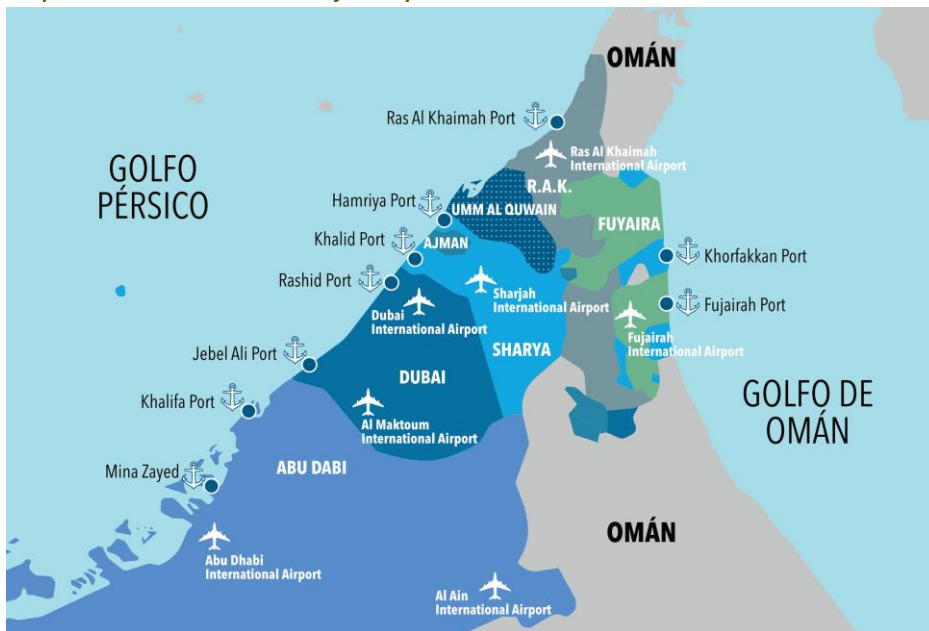 OMÁN
Ras Al Khaimah Port
Ras Al Khaimah
International Airport
GOLFO
PÉRSICO
R.A.K.
Hamriya Port
UMM AL QUWAIN
FUYAIRA
Khalid Port
AJMAN
Khorfakkan Port
Rashid Port
Sharjah
International Airport
Fujairah Port
Dubai
International Airport
Fujairah
International Airport
Jebel Ali Port
SHARYA
DUBAI
Khalifa Port
GOLFO DE
OMÁN
Al Maktoum
International Airport
Mina Zayed
ABU DABI
OMÁN
Abu Dhabi
International Airport
Al Ain
International Airport